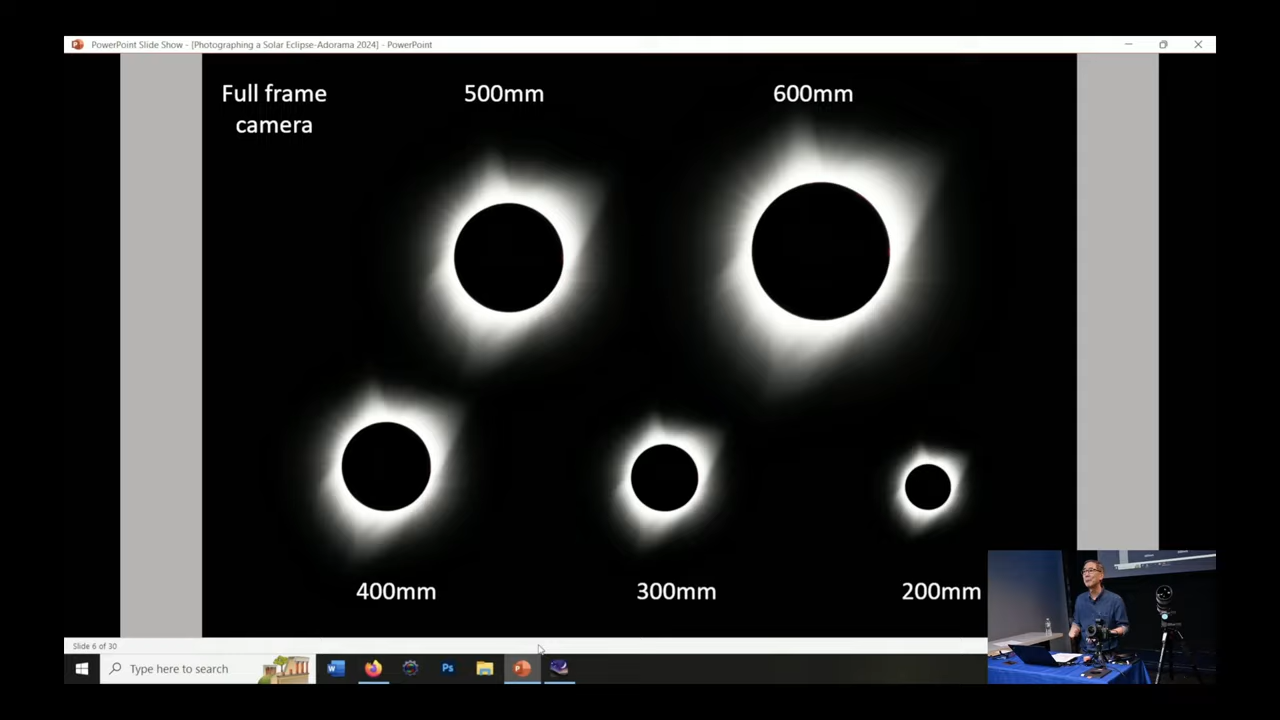 PowerPoint Slide Show - [Photographing a Solar Eclipse-Adorama 2024] - PowerPoint
Full frame
camera
500mm
600mm
400mm
300mm
200mm
Slide 6 of 30
Type here to search
W
Ps
P